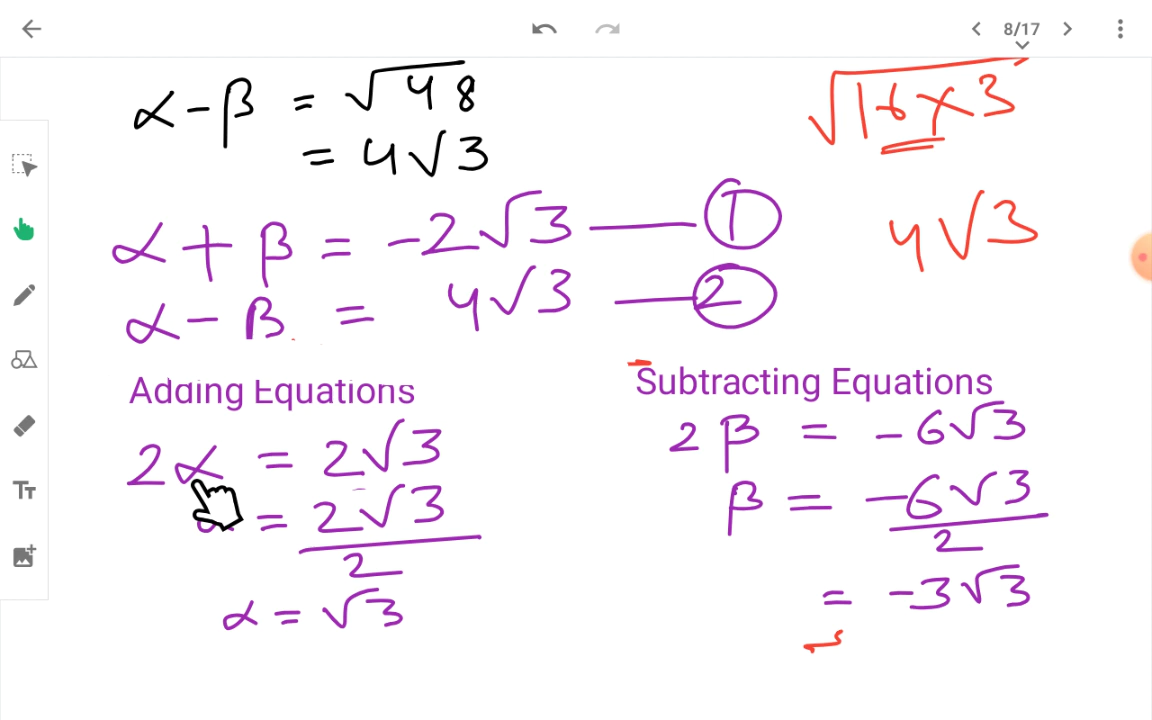 8/17
α - β = √48
= 4√3
√16×3
4√3
α + β = -2√3 —— ①
α - β = 4√3 —— ②
Adding Equations
2α = 2√3
= 2√3
2
α = √3
Subtracting Equations
2β = -6√3
β = -6√3
2
= -3√3
Tт